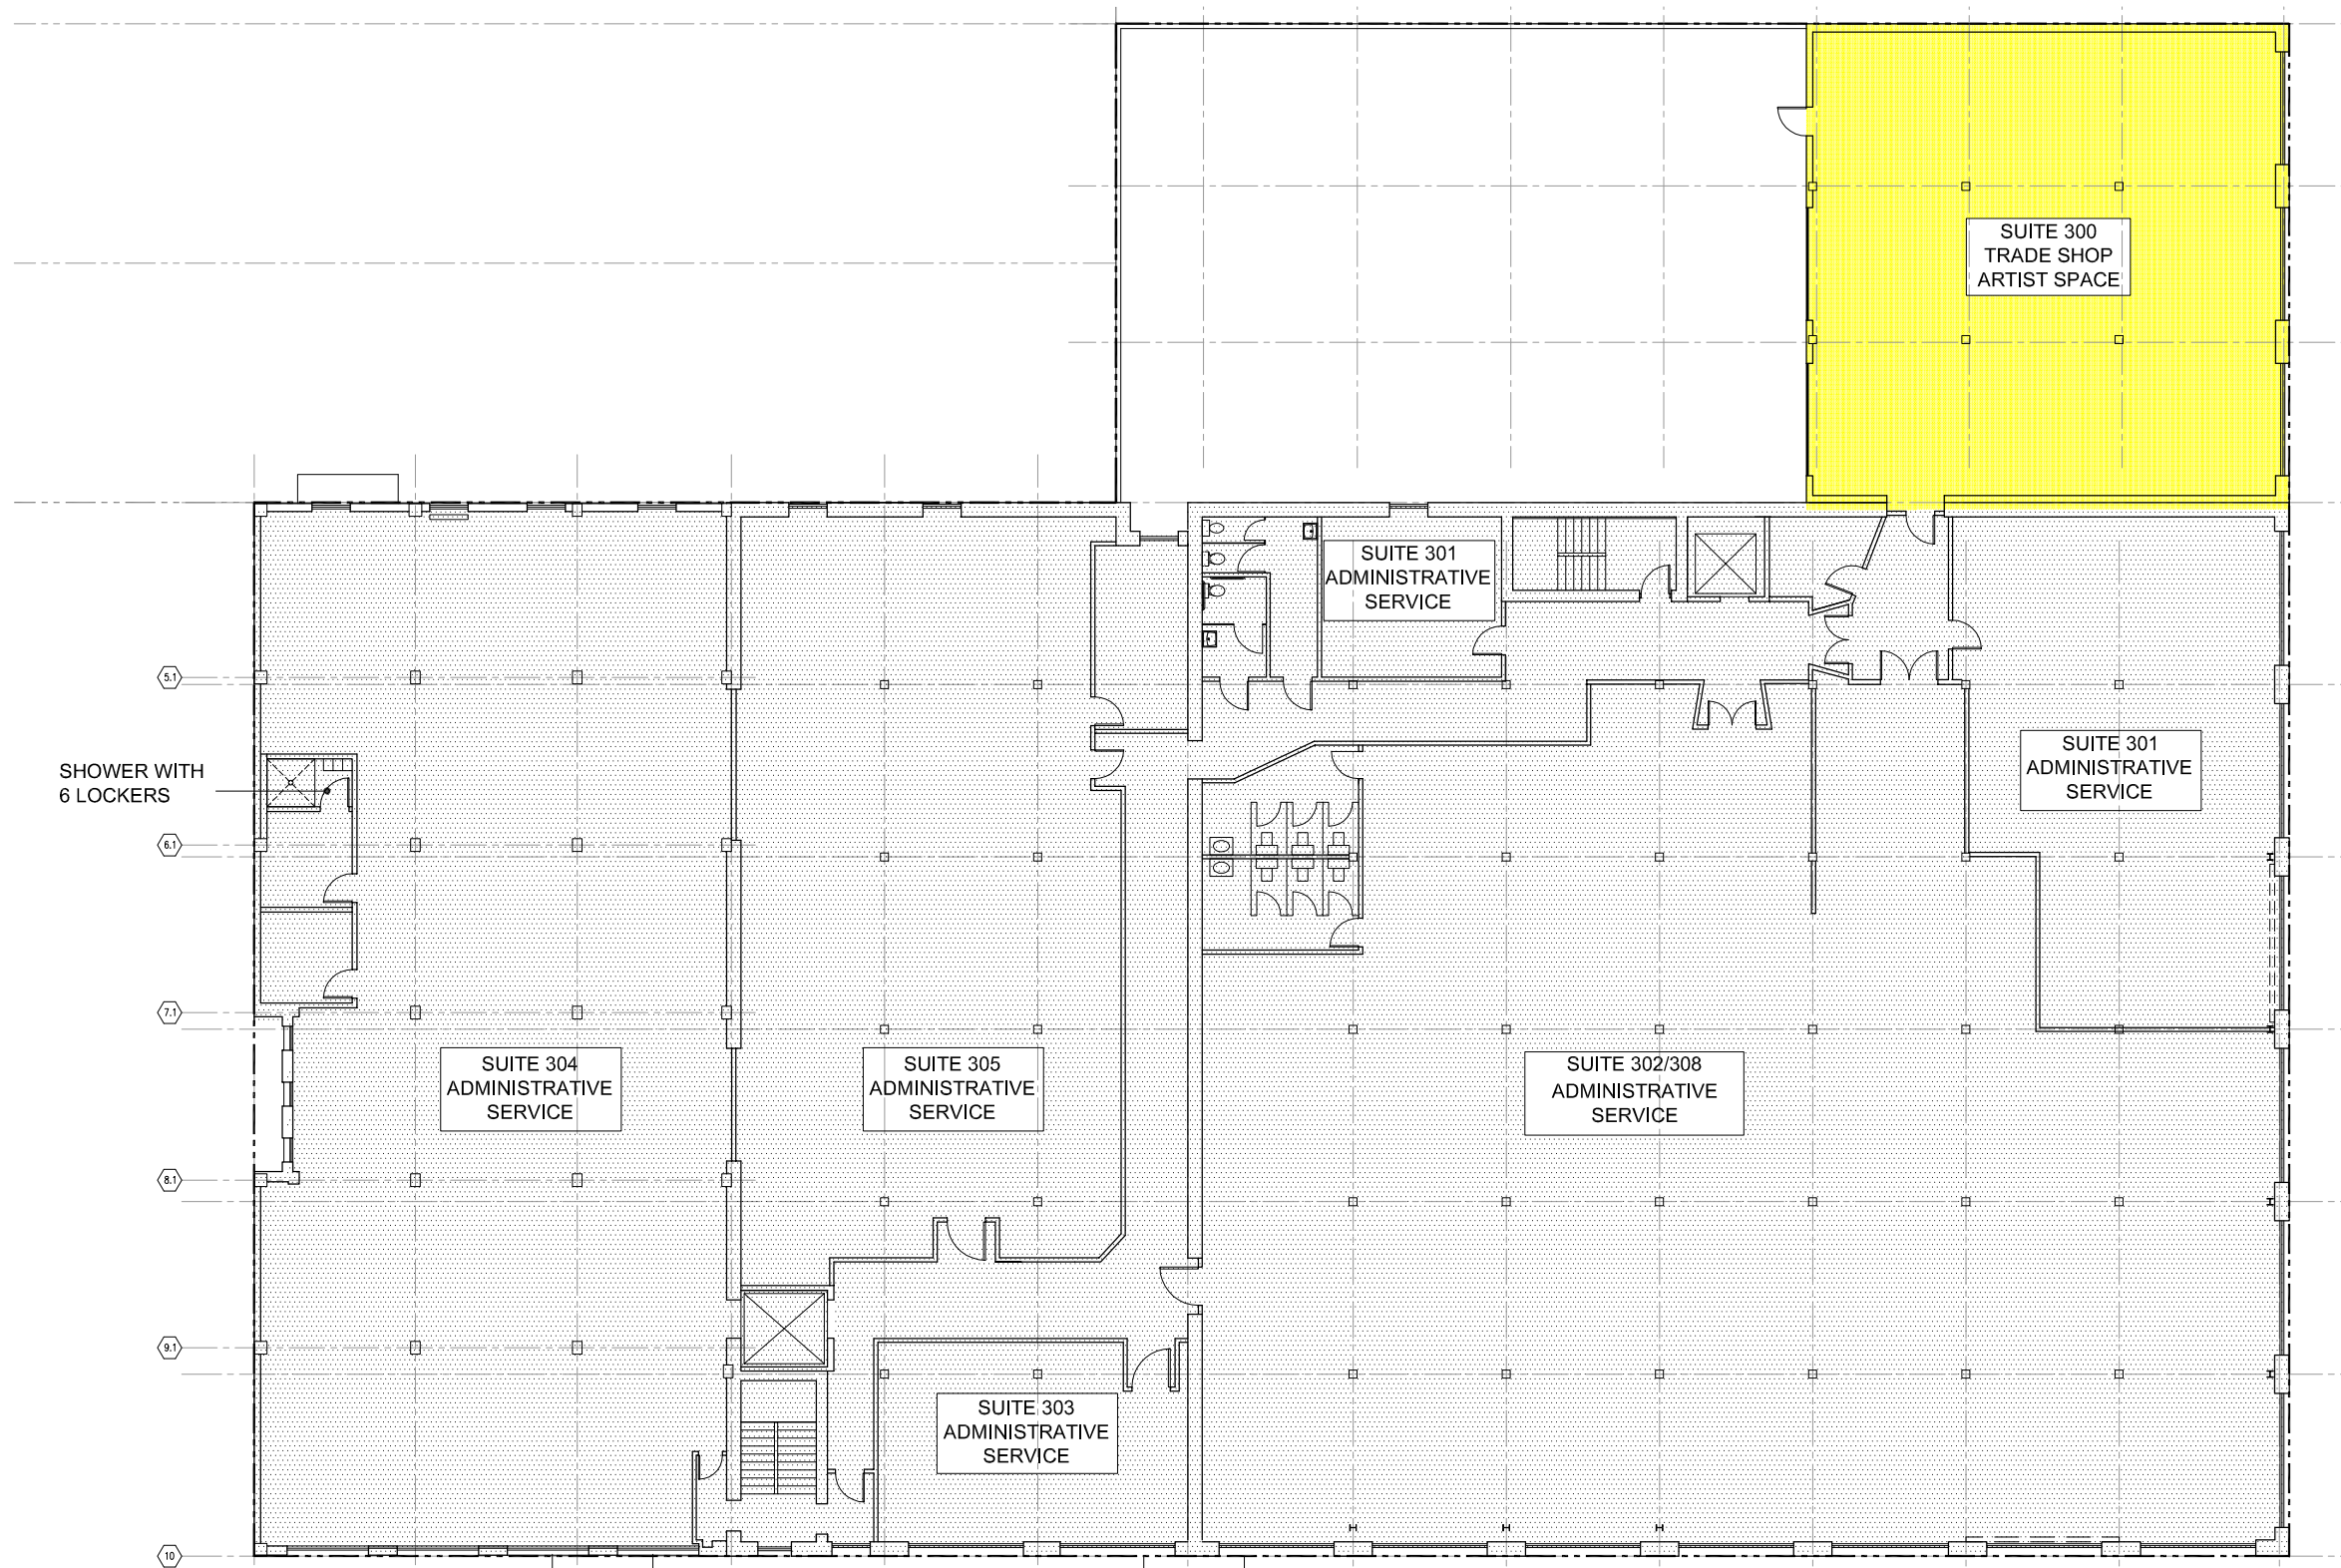 SUITE 300
TRADE SHOP
ARTIST SPACE
SUITE 301
ADMINISTRATIVE
SERVICE
5.1
SUITE 301
ADMINISTRATIVE
SERVICE
SHOWER WITH
6 LOCKERS
6.1
7.1
SUITE 304
ADMINISTRATIVE
SERVICE
SUITE 305
ADMINISTRATIVE
SERVICE
SUITE 302/308
ADMINISTRATIVE
SERVICE
8.1
9.1
SUITE 303
ADMINISTRATIVE
SERVICE
10